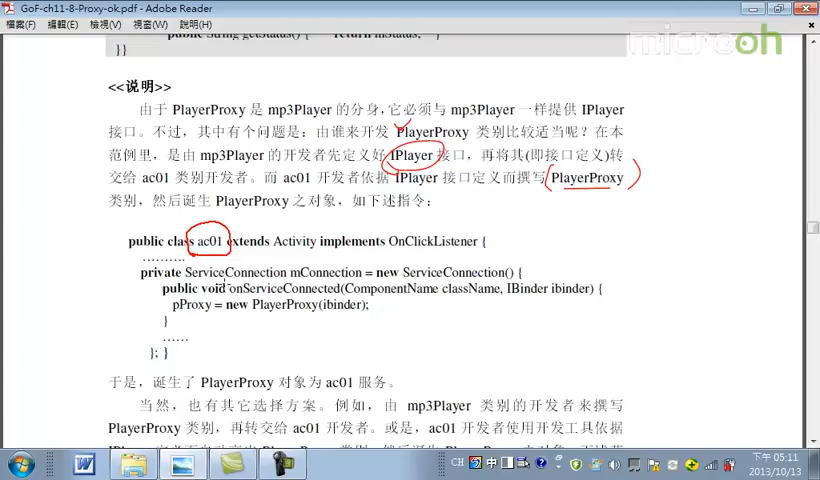 GoF-ch11-8-Proxy-ok.pdf - Adobe Reader
檔案(F) 編輯(E) 檢視(V) 視窗(W) 說明(H)
microoh
public String getStatus() { return mStatus; }
}}
<<说明>>
由于 PlayerProxy 是 mp3Player 的分身,它必须与 mp3Player 一样提供 IPlayer
接口。不过,其中有个问题是:由谁来开发 PlayerProxy 类别比较适当呢?在本
范例里,是由 mp3Player 的开发者先定义好 IPlayer 接口,再将其(即接口定义)转
交给 ac01 类别开发者。而 ac01 开发者依据 IPlayer 接口定义而撰写 PlayerProxy
类别,然后诞生 PlayerProxy 之对象,如下述指令:
public class ac01 extends Activity implements OnClickListener {
……….
private ServiceConnection mConnection = new ServiceConnection() {
public void onServiceConnected(ComponentName className, IBinder ibinder) {
pProxy = new PlayerProxy(ibinder);
}
……
}; }
于是,诞生了 PlayerProxy 对象为 ac01 服务。
当然,也有其它选择方案。例如,由 mp3Player 类别的开发者来撰写
PlayerProxy 类别,再转交给 ac01 开发者。或是,ac01 开发者使用开发工具依据
CH 中 下午 05:11
2013/10/13